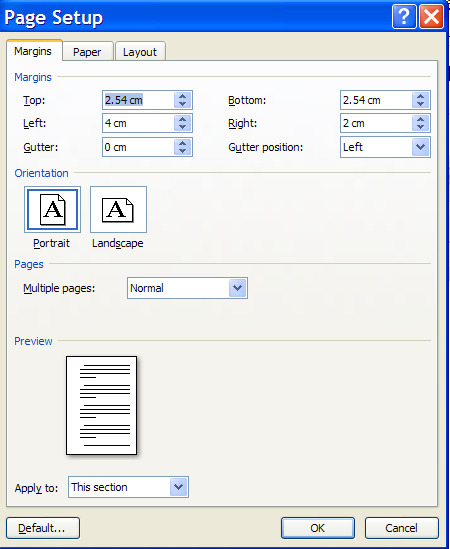 Page Setup
Margins Paper Layout
Margins
Top: 2.54 cm Bottom: 2.54 cm
Left: 4 cm Right: 2 cm
Gutter: 0 cm Gutter position: Left
Orientation
A A
Portrait Landscape
Pages
Multiple pages: Normal
Preview
Apply to: This section
Default... OK Cancel